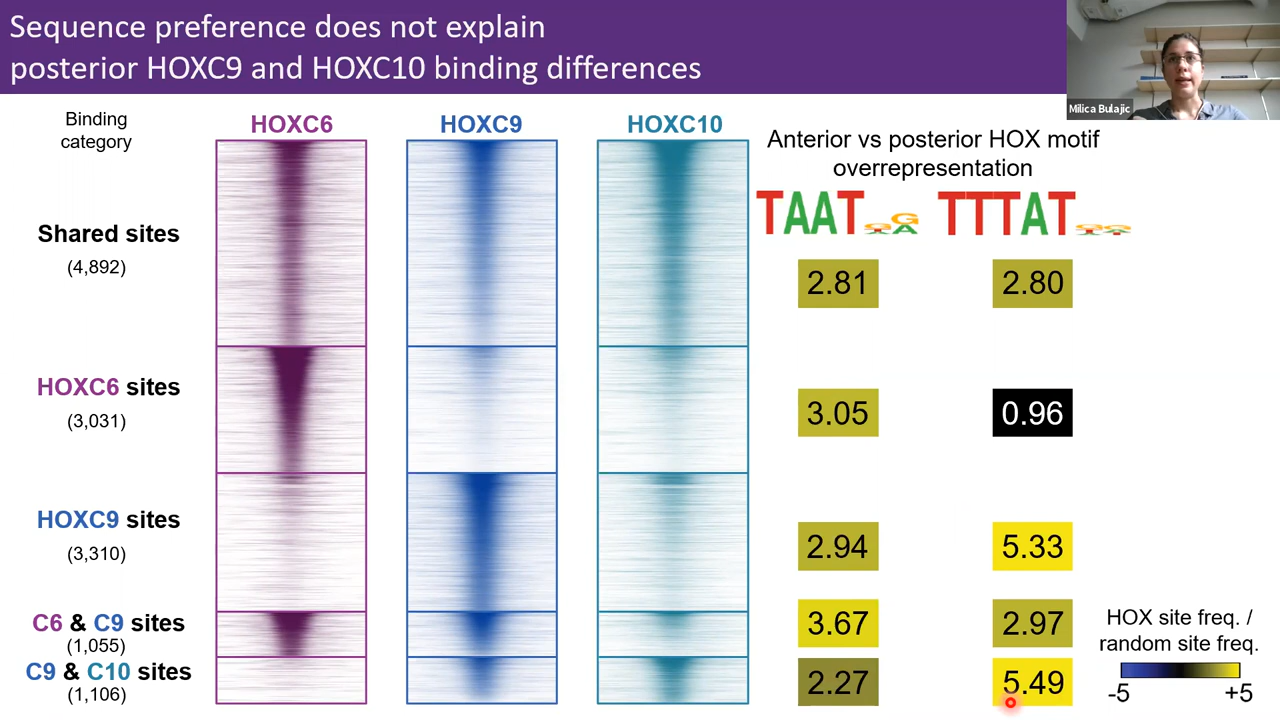 Sequence preference does not explain
posterior HOXC9 and HOXC10 binding differences
Milica Bulajic
Binding
category
HOXC6
HOXC9
HOXC10
Anterior vs posterior HOX motif
overrepresentation
TAAT
TTTAT
Shared sites
(4,892)
2.81
2.80
HOXC6 sites
(3,031)
3.05
0.96
HOXC9 sites
(3,310)
2.94
5.33
C6 & C9 sites
(1,055)
3.67
2.97
C9 & C10 sites
(1,106)
2.27
5.49
HOX site freq. /
random site freq.
-5
+5